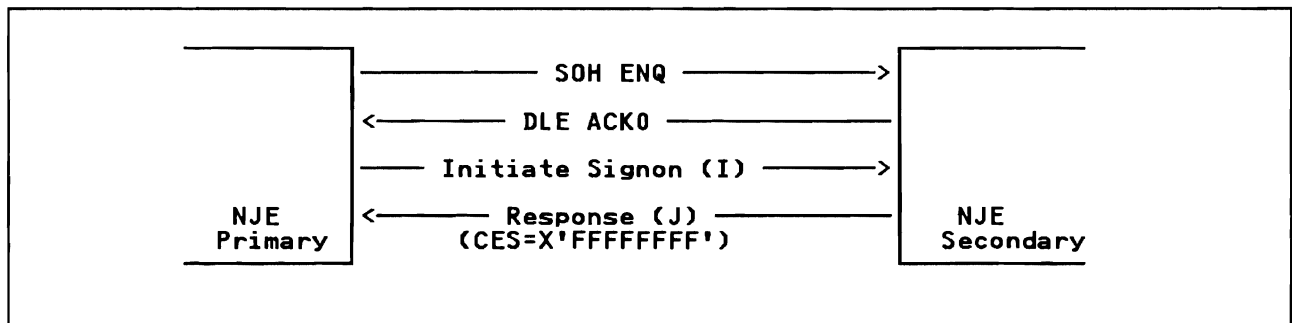 SOH ENQ
DLE ACK0
Initiate Signon (I)
NJE Primary
Response (J)
(CES=X'FFFFFFFF')
NJE Secondary